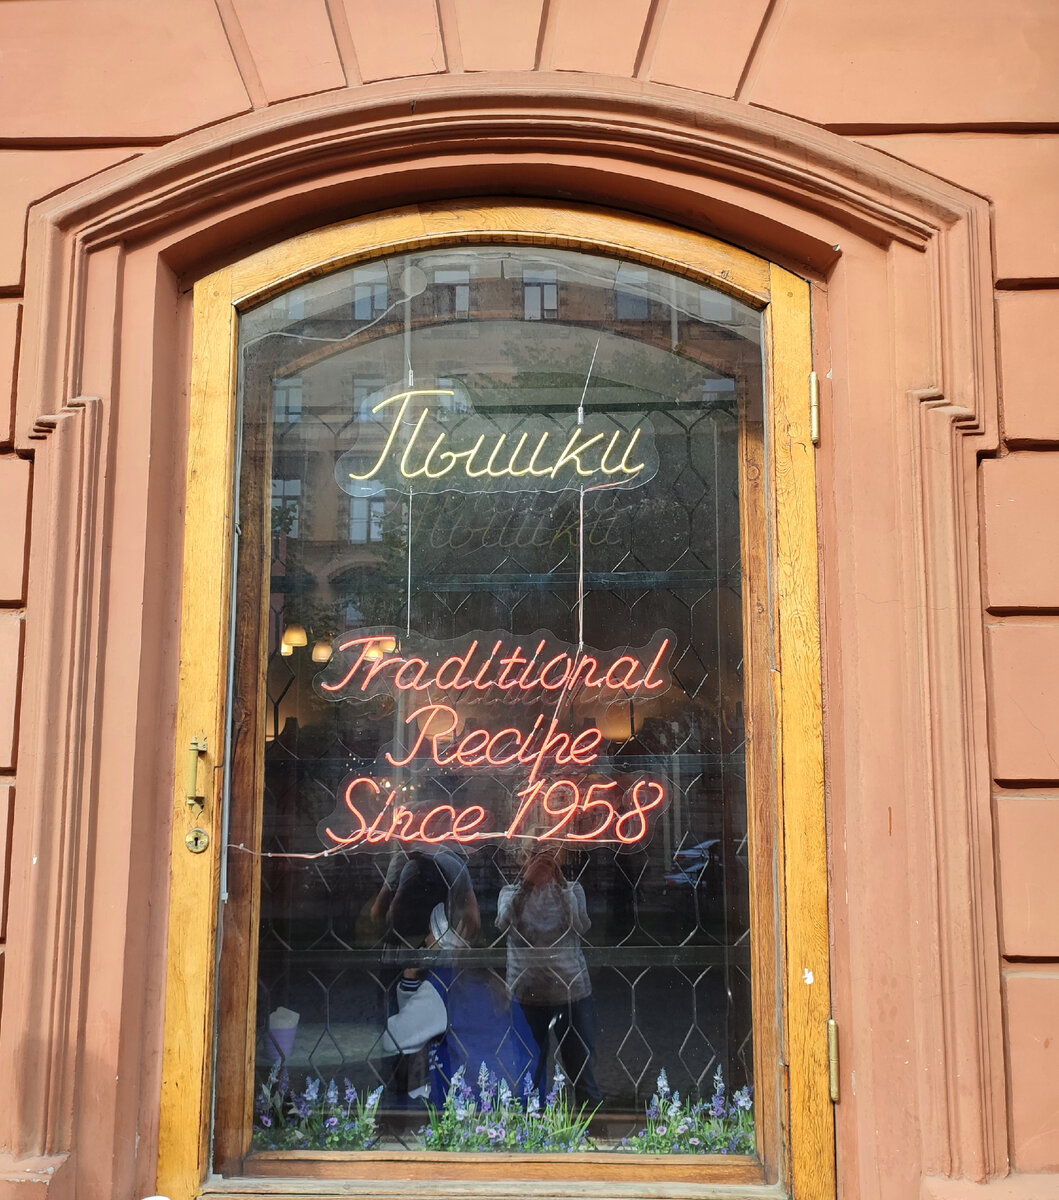 Пышки
Traditional
Recipe
Since 1958